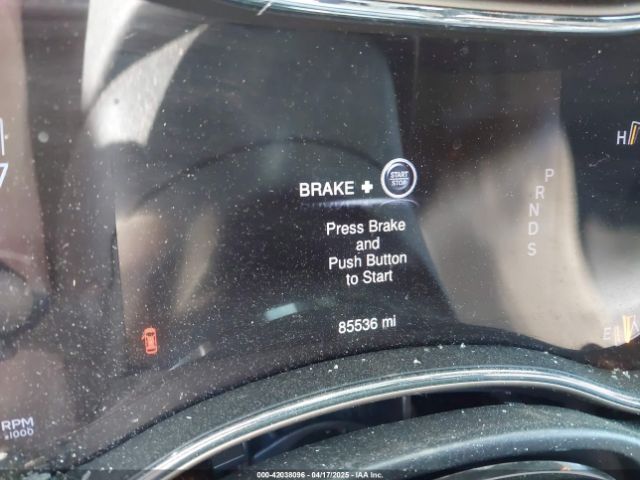 H
7
P
R
N
D
S
START
STOP
BRAKE +
Press Brake
and
Push Button
to Start
85536 mi
E
RPM
x1000
000-42038096 - 04/17/2025 - IAA Inc.